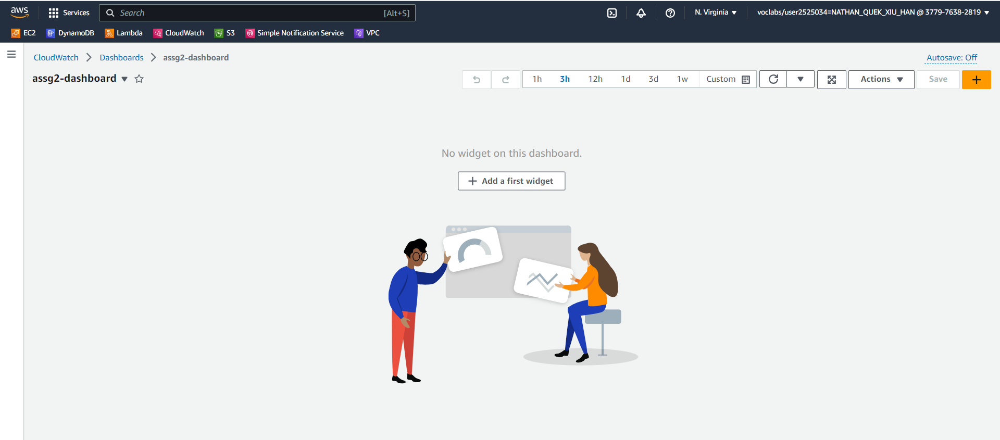 aws Services Search [Alt+S] N. Virginia voclabs/user2525034=NATHAN_QUEK_XIU_HAN @ 3779-7638-2819
EC2 DynamoDB Lambda CloudWatch S3 Simple Notification Service VPC
CloudWatch Dashboards assg2-dashboard Autosave: Off
assg2-dashboard 1h 3h 12h 1d 3d 1w Custom Actions Save
No widget on this dashboard.
Add a first widget